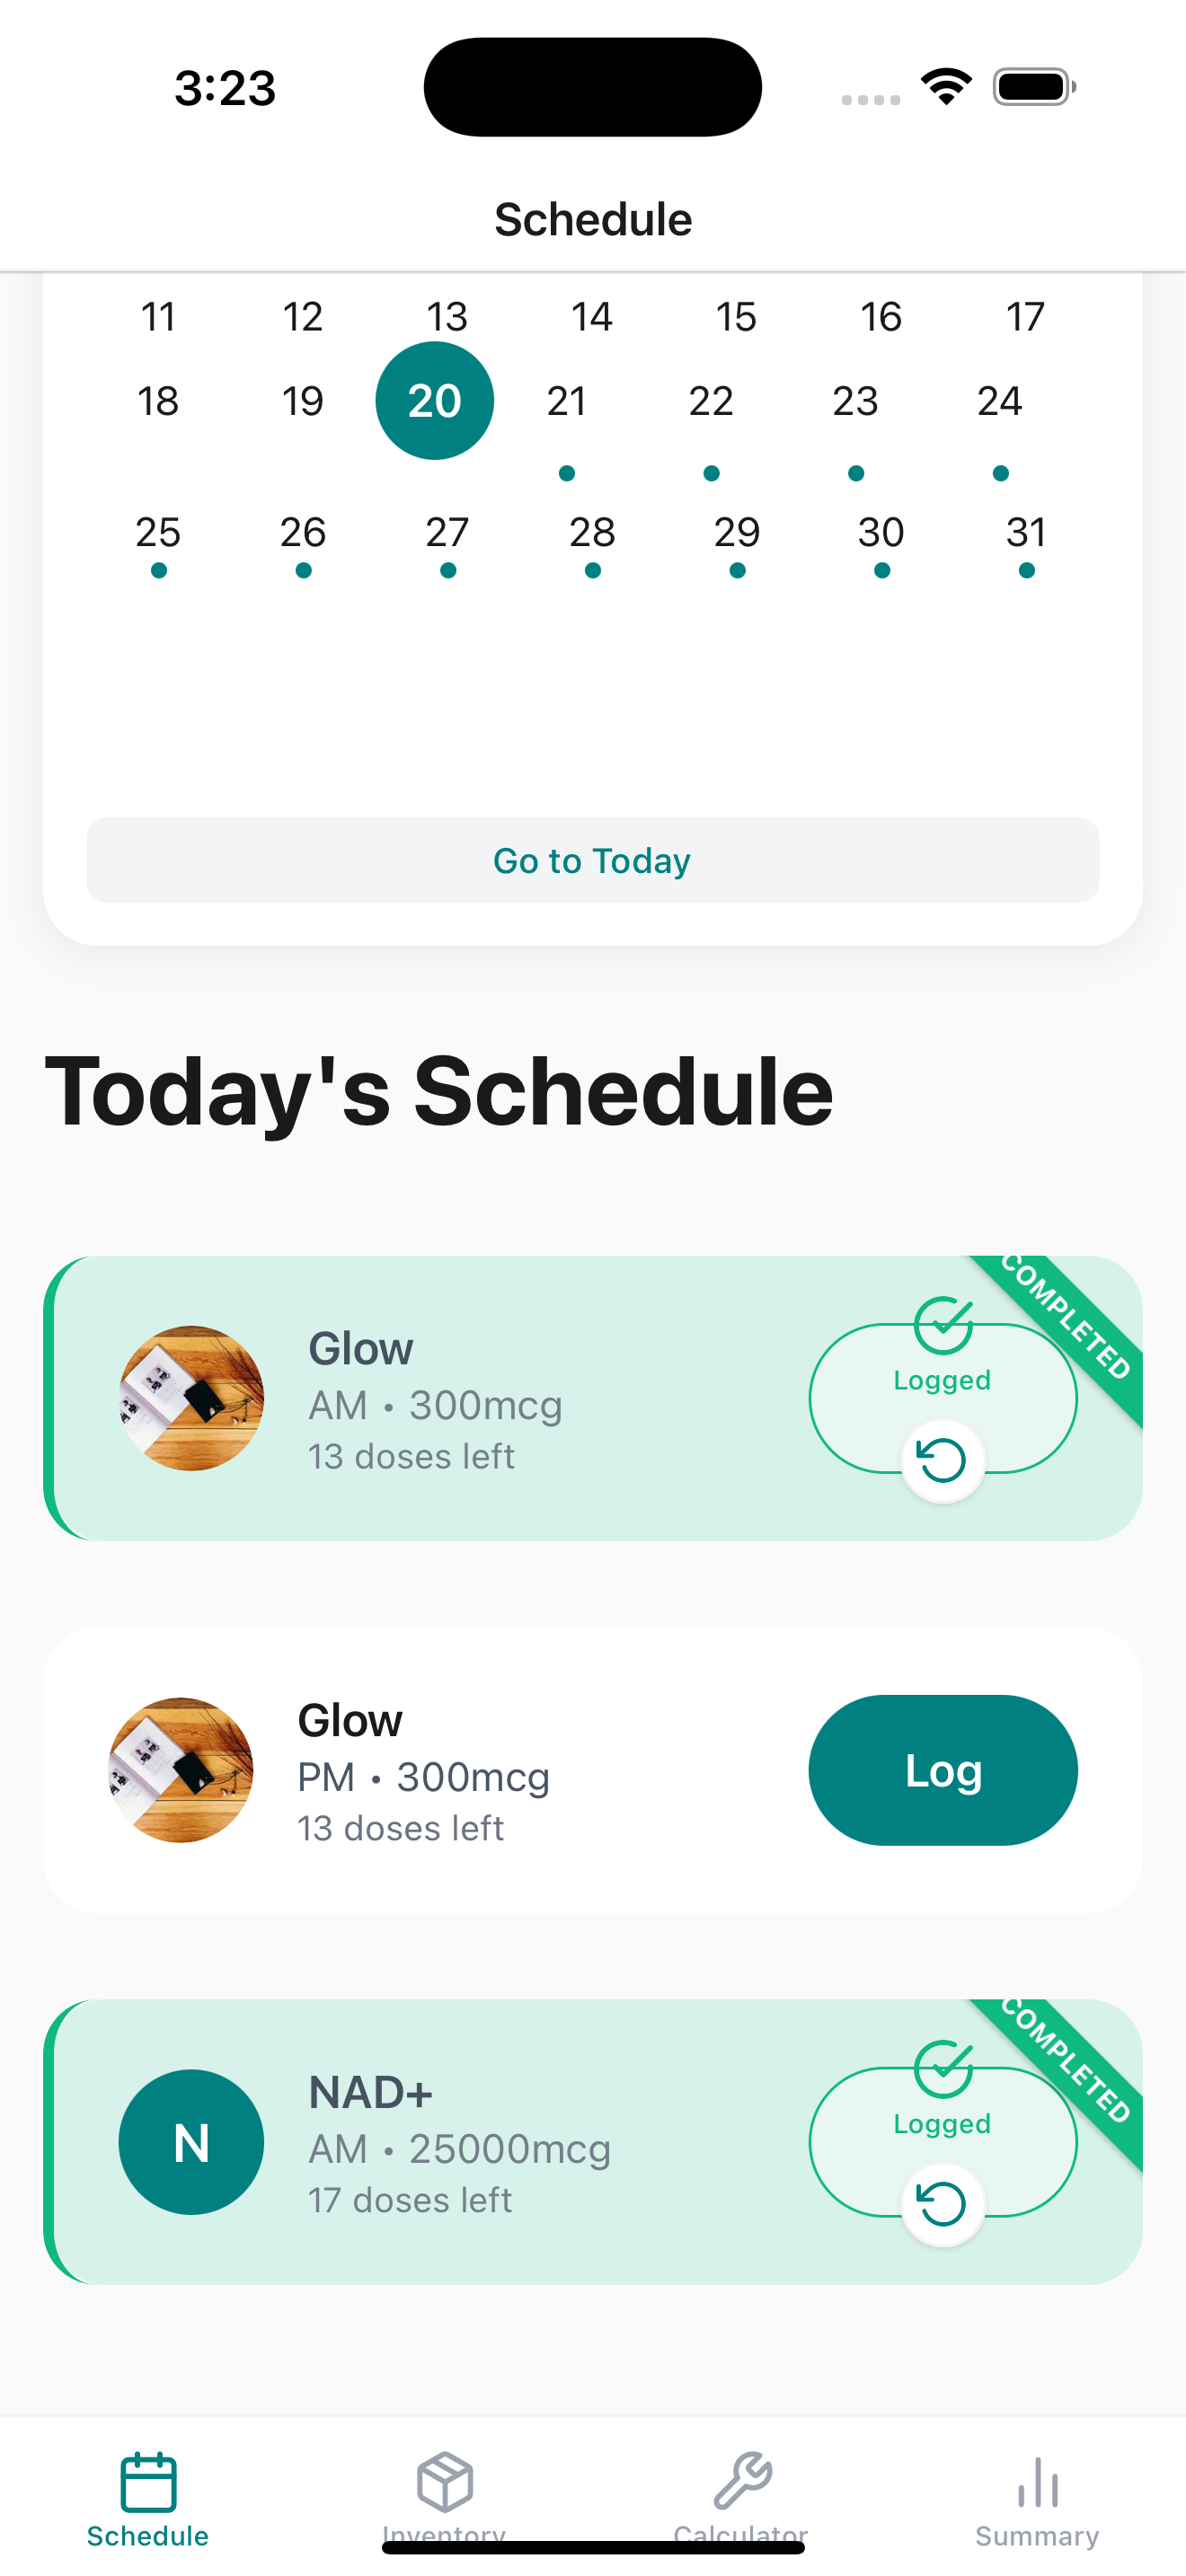 3:23
Schedule
11 12 13 14 15 16 17
18 19 20 21 22 23 24
25 26 27 28 29 30 31
Go to Today
Today's Schedule
COMPLETED
Glow
AM • 300mcg
13 doses left
Logged
Glow
PM • 300mcg
13 doses left
Log
COMPLETED
N
NAD+
AM • 25000mcg
17 doses left
Logged
Schedule Inventory Calculator Summary